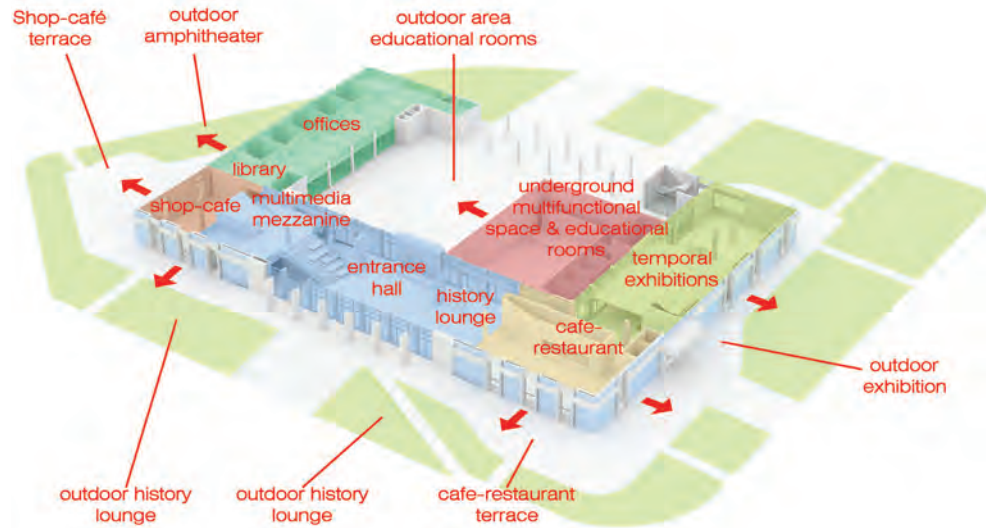 Shop-café
terrace
outdoor
amphitheater
outdoor area
educational rooms
offices
library
multimedia
mezzanine
shop-cafe
underground
multifunctional
space & educational
rooms
temporal
exhibitions
entrance
hall
history
lounge
cafe-
restaurant
outdoor
exhibition
outdoor history
lounge
outdoor history
lounge
cafe-restaurant
terrace